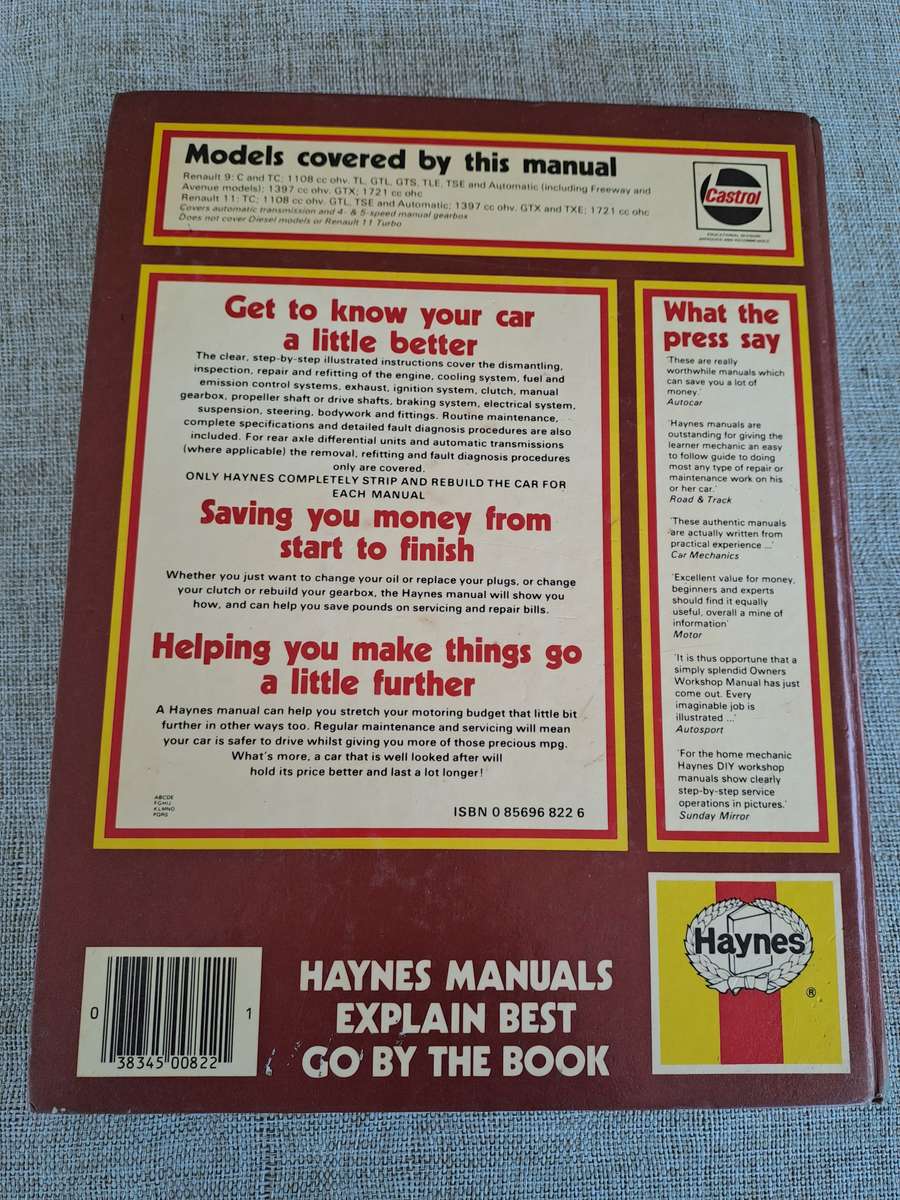 Models covered by this manual
Renault 9: C and TC; 1108 cc ohv. TL, GTL, GTS, TLE, TSE and Automatic (including Freeway and
Avenue models); 1397 cc ohv. GTX; 1721 cc ohc
Renault 11: TC; 1108 cc ohv. GTL, TSE and Automatic; 1397 cc ohv. GTX and TXE; 1721 cc ohc
Covers automatic transmission and 4- & 5-speed manual gearbox
Does not cover Diesel models or Renault 11 Turbo
Castrol
EDUCATIONAL DIVISION
APPROVED AND RECOMMENDED
Get to know your car
a little better
The clear, step-by-step illustrated instructions cover the dismantling,
inspection, repair and refitting of the engine, cooling system, fuel and
emission control systems, exhaust, ignition system, clutch, manual
gearbox, propeller shaft or drive shafts, braking system, electrical system,
suspension, steering, bodywork and fittings. Routine maintenance,
complete specifications and detailed fault diagnosis procedures are also
included. For rear axle differential units and automatic transmissions
(where applicable) the removal, refitting and fault diagnosis procedures
only are covered.
ONLY HAYNES COMPLETELY STRIP AND REBUILD THE CAR FOR
EACH MANUAL
Saving you money from
start to finish
Whether you just want to change your oil or replace your plugs, or change
your clutch or rebuild your gearbox, the Haynes manual will show you
how, and can help you save pounds on servicing and repair bills.
Helping you make things go
a little further
A Haynes manual can help you stretch your motoring budget that little bit
further in other ways too. Regular maintenance and servicing will mean
your car is safer to drive whilst giving you more of those precious mpg.
What's more, a car that is well looked after will
hold its price better and last a lot longer!
ABCDE
FGHIJ
KLMNO
PQRS
ISBN 0 85696 822 6
What the
press say
'These are really
worthwhile manuals which
can save you a lot of
money.'
Autocar
'Haynes manuals are
outstanding for giving the
learner mechanic an easy
to follow guide to doing
most any type of repair or
maintenance work on his
or her car.'
Road & Track
'These authentic manuals
are actually written from
practical experience ...'
Car Mechanics
'Excellent value for money,
beginners and experts
should find it equally
useful, overall a mine of
information'
Motor
'It is thus opportune that a
simply splendid Owners
Workshop Manual has just
come out. Every
imaginable job is
illustrated ...'
Autosport
'For the home mechanic
Haynes DIY workshop
manuals show clearly
step-by-step service
operations in pictures.'
Sunday Mirror
0 38345 00822 1
HAYNES MANUALS
EXPLAIN BEST
GO BY THE BOOK
Haynes
®